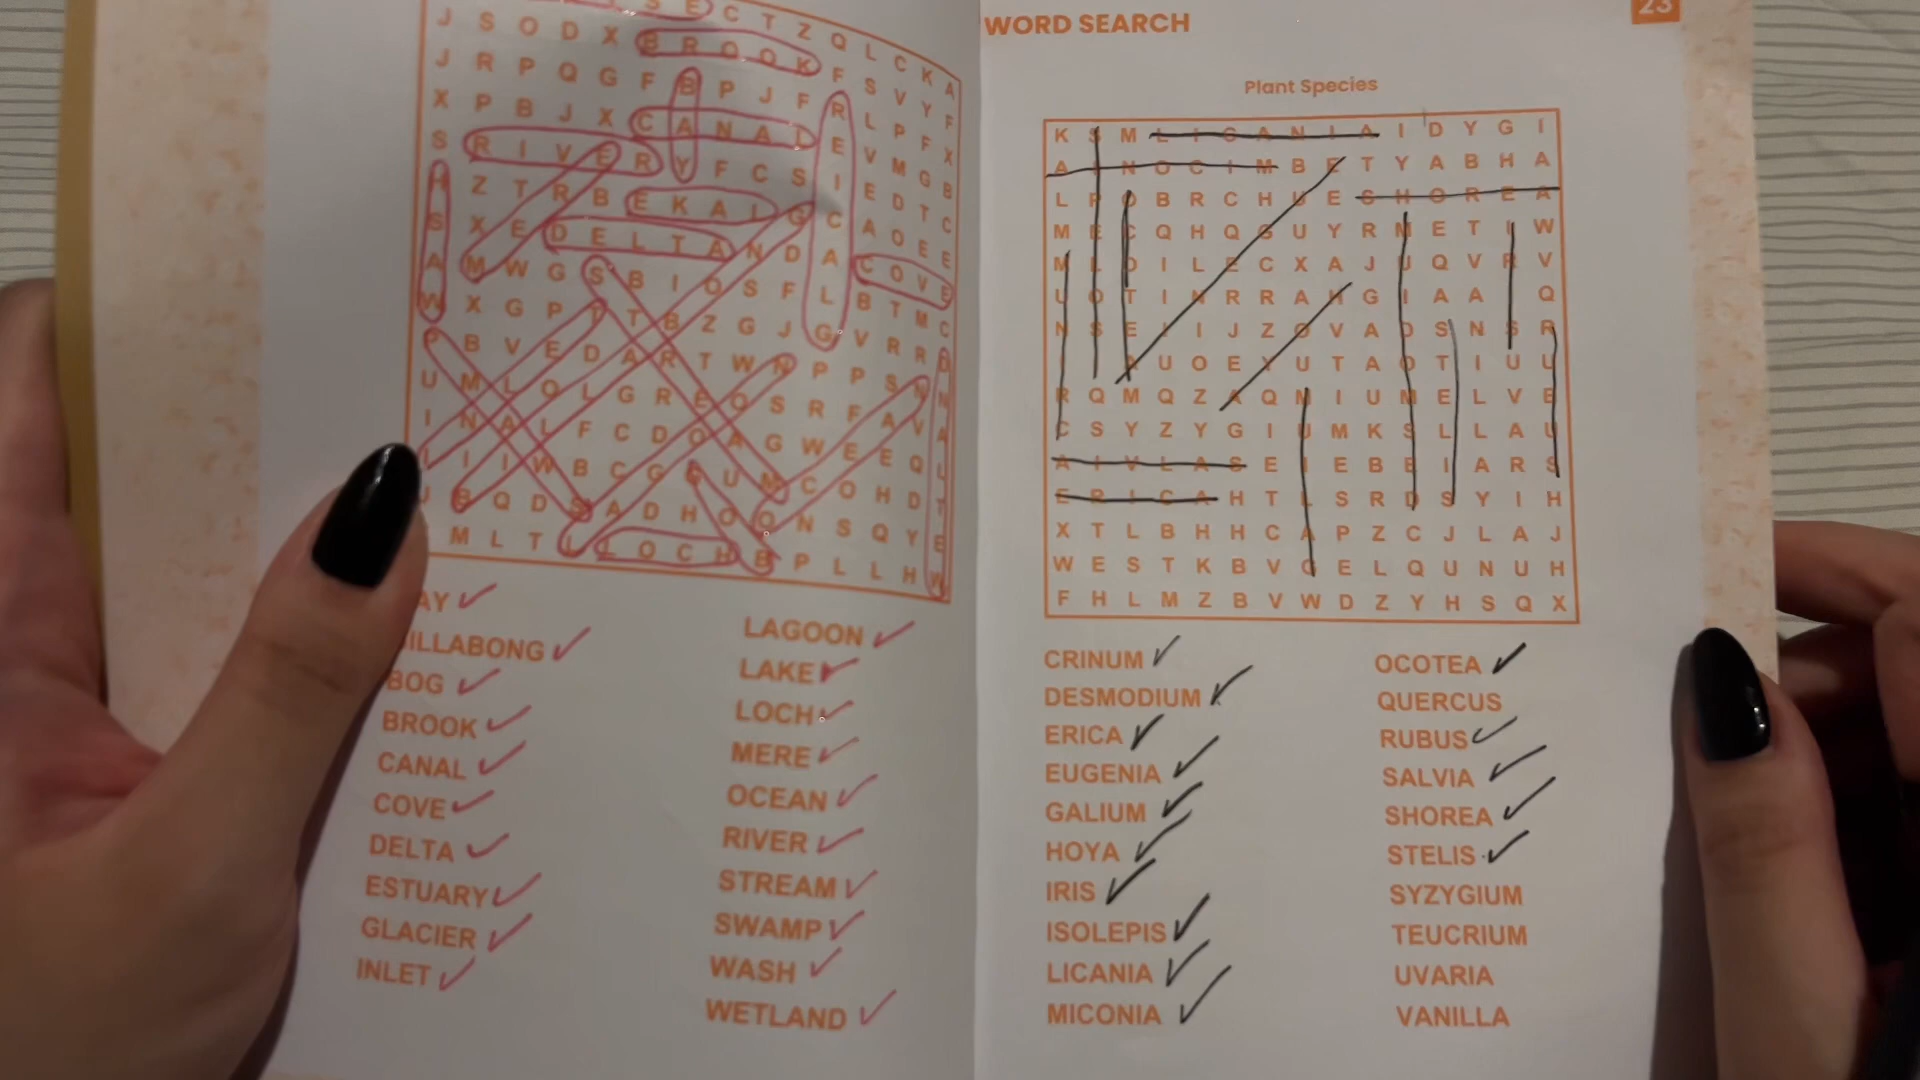 S E C T Z Q L C K A
J S O D X B R O O K F S V Y F
J R P Q G F B P J F R L P F X
X P B J X C A N A L E V M G B
S R I V E R Y F C S I E D T C
H Z T R B E K A L G C A O E E
S X E D E L T A N D A C O V E
A M W G S B I O S F L B T M C
W X G P T T B Z G J G V R R D
P B V E D A R T W N P P S N N
U M L O L G R E O S R F A V A
I N A L F C D O A G W E E Q L
I I W B C G U M C O H D T
J B Q D S A D H O O N S Q Y E
M L T L L O C H B P L L H W
AY ✓
ILLABONG ✓
BOG ✓
BROOK ✓
CANAL ✓
COVE ✓
DELTA ✓
ESTUARY ✓
GLACIER ✓
INLET ✓
LAGOON ✓
LAKE ✓
LOCH ✓
MERE ✓
OCEAN ✓
RIVER ✓
STREAM ✓
SWAMP ✓
WASH ✓
WETLAND ✓
WORD SEARCH
23
Plant Species
K S M L I C A N I A I D Y G I
A I N O C I M B E T Y A B H A
L P O B R C H U E S H O R E A
M E C Q H Q G U Y R M E T I W
M L O I L E C X A J U Q V R V
U O T I N R R A H G I A A Q
N S E I I J Z O V A D S N S R
A U O E Y U T A O T I U U
R Q M Q Z A Q M I U M E L V B
C S Y Z Y G I U M K S L L A U
A I V L A S E I E B E I A R S
E R I C A H T L S R D S Y I H
X T L B H H C A P Z C J L A J
W E S T K B V G E L Q U N U H
F H L M Z B V W D Z Y H S Q X
CRINUM ✓
DESMODIUM ✓
ERICA ✓
EUGENIA ✓
GALIUM ✓
HOYA ✓
IRIS ✓
ISOLEPIS ✓
LICANIA ✓
MICONIA ✓
OCOTEA ✓
QUERCUS
RUBUS ✓
SALVIA ✓
SHOREA ✓
STELIS ✓
SYZYGIUM
TEUCRIUM
UVARIA
VANILLA